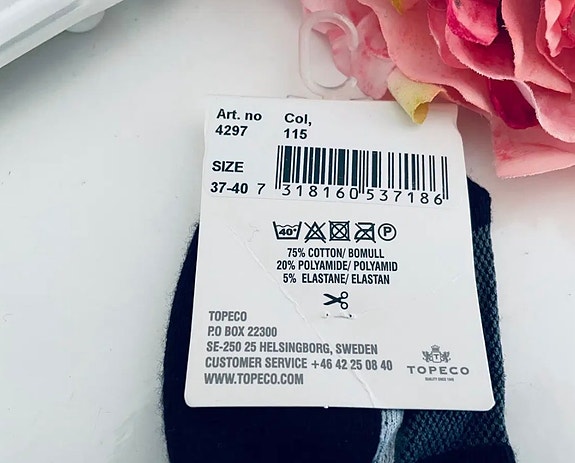 Art. no Col,
4297 115
SIZE
37-40 7 318160 537186
40° P
75% COTTON/ BOMULL
20% POLYAMIDE/ POLYAMID
5% ELASTANE/ ELASTAN
TOPECO
P.O BOX 22300
SE-250 25 HELSINGBORG, SWEDEN
CUSTOMER SERVICE +46 42 25 08 40
WWW.TOPECO.COM
T
TOPECO